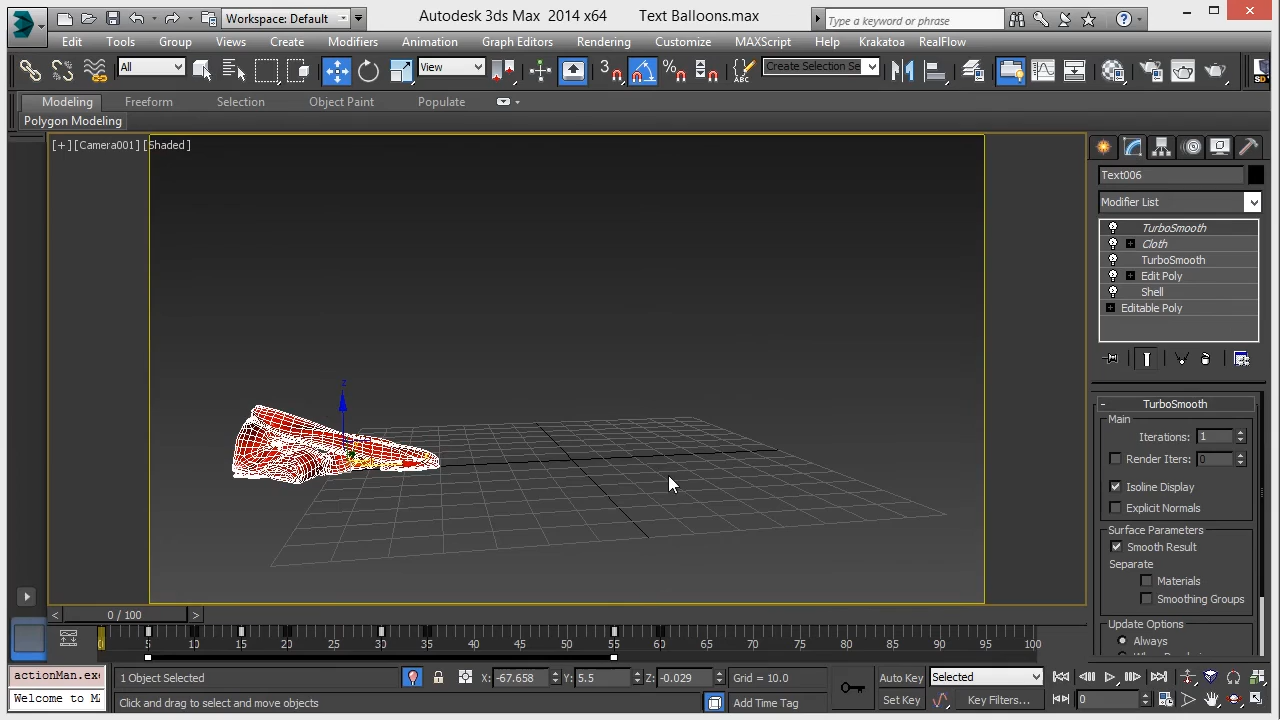 Workspace: Default
Autodesk 3ds Max 2014 x64 Text Balloons.max
Type a keyword or phrase
Edit Tools Group Views Create Modifiers Animation Graph Editors Rendering Customize MAXScript Help Krakatoa RealFlow
All View 3 Create Selection Se
Modeling Freeform Selection Object Paint Populate
Polygon Modeling
[+][Camera001][Shaded]
Text006
Modifier List
TurboSmooth
Cloth
TurboSmooth
Edit Poly
Shell
Editable Poly
z
- TurboSmooth
Main
Iterations: 1
Render Iters: 0
Isoline Display
Explicit Normals
Surface Parameters
Smooth Result
Separate
Materials
Smoothing Groups
Update Options
Always
< 0 / 100 >
0 5 10 15 20 25 30 35 40 45 50 55 60 65 70 75 80 85 90 95 100
actionMan.exe
1 Object Selected X: -67.658 Y: 5.5 Z: -0.029 Grid = 10.0 Auto Key Selected
Welcome to M
Click and drag to select and move objects Add Time Tag Set Key Key Filters... 0